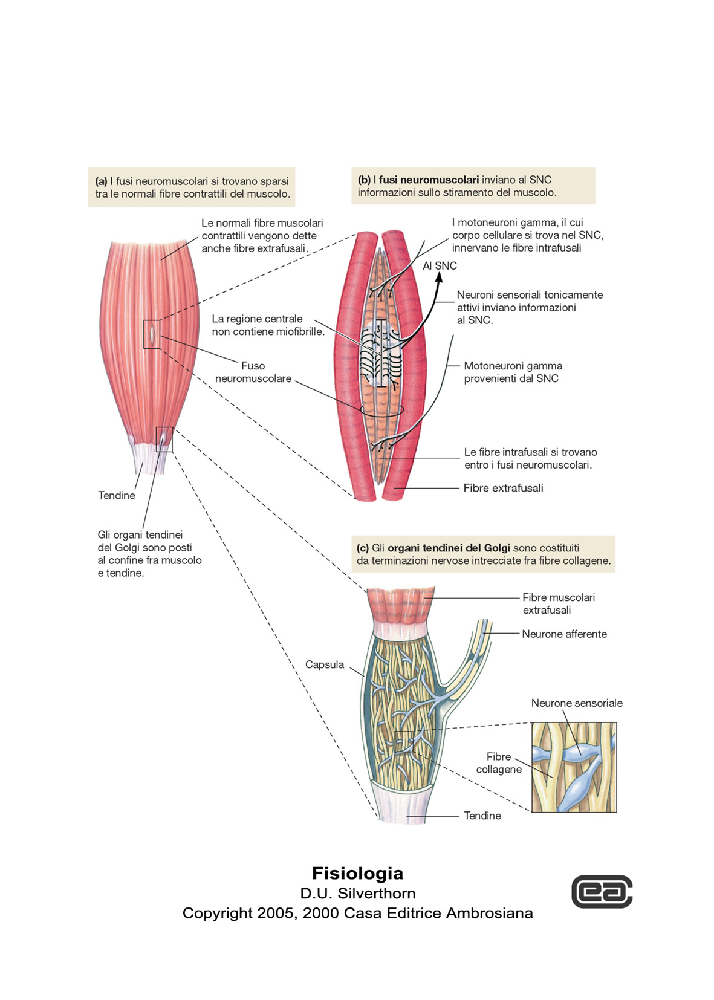 (a) I fusi neuromuscolari si trovano sparsi
tra le normali fibre contrattili del muscolo.
Le normali fibre muscolari
contrattili vengono dette
anche fibre extrafusali.
La regione centrale
non contiene miofibrille.
Fuso
neuromuscolare
Tendine
Gli organi tendinei
del Golgi sono posti
al confine fra muscolo
e tendine.
(b) I fusi neuromuscolari inviano al SNC
informazioni sullo stiramento del muscolo.
I motoneuroni gamma, il cui
corpo cellulare si trova nel SNC,
innervano le fibre intrafusali
Al SNC
Neuroni sensoriali tonicamente
attivi inviano informazioni
al SNC.
Motoneuroni gamma
provenienti dal SNC
Le fibre intrafusali si trovano
entro i fusi neuromuscolari.
Fibre extrafusali
(c) Gli organi tendinei del Golgi sono costituiti
da terminazioni nervose intrecciate fra fibre collagene.
Fibre muscolari
extrafusali
Neurone afferente
Capsula
Neurone sensoriale
Fibre
collagene
Tendine
Fisiologia
D.U. Silverthorn
Copyright 2005, 2000 Casa Editrice Ambrosiana
cea